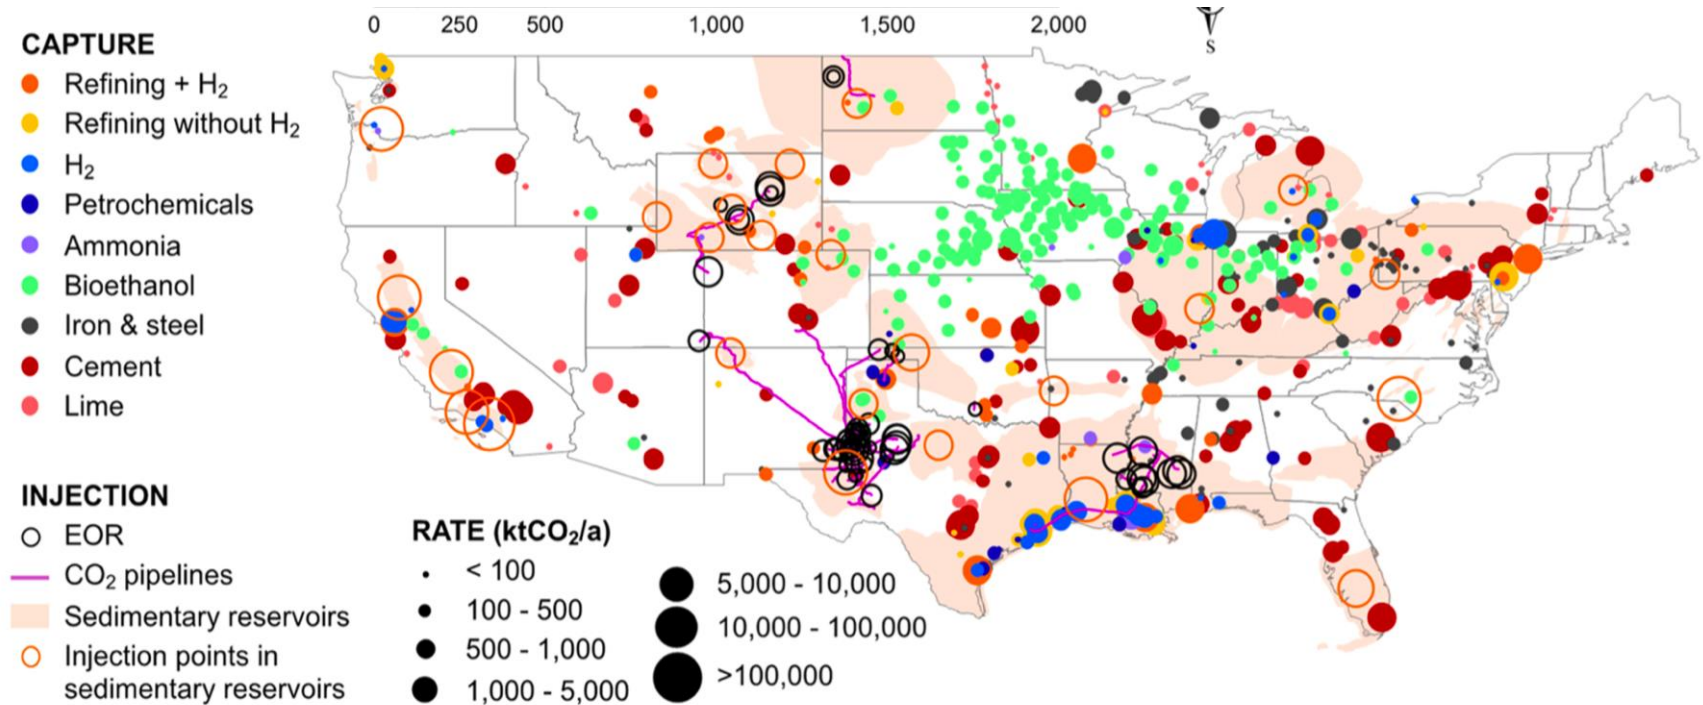 0 250 500 1,000 1,500 2,000
S
CAPTURE
Refining + H₂
Refining without H₂
H₂
Petrochemicals
Ammonia
Bioethanol
Iron & steel
Cement
Lime
INJECTION
EOR
CO₂ pipelines
Sedimentary reservoirs
Injection points in
sedimentary reservoirs
RATE (ktCO₂/a)
< 100
100 - 500
500 - 1,000
1,000 - 5,000
5,000 - 10,000
10,000 - 100,000
>100,000